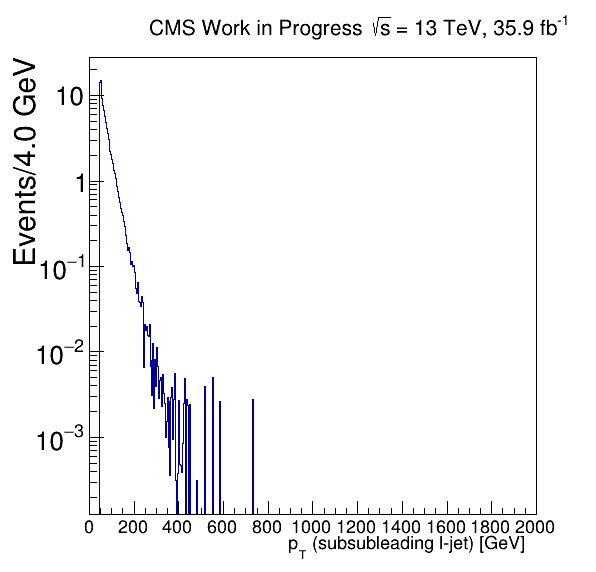 CMS Work in Progress √s = 13 TeV, 35.9 fb⁻¹
Events/4.0 GeV
10
1
10⁻¹
10⁻²
10⁻³
0 200 400 600 800 1000 1200 1400 1600 1800 2000
p_T (subsubleading l-jet) [GeV]